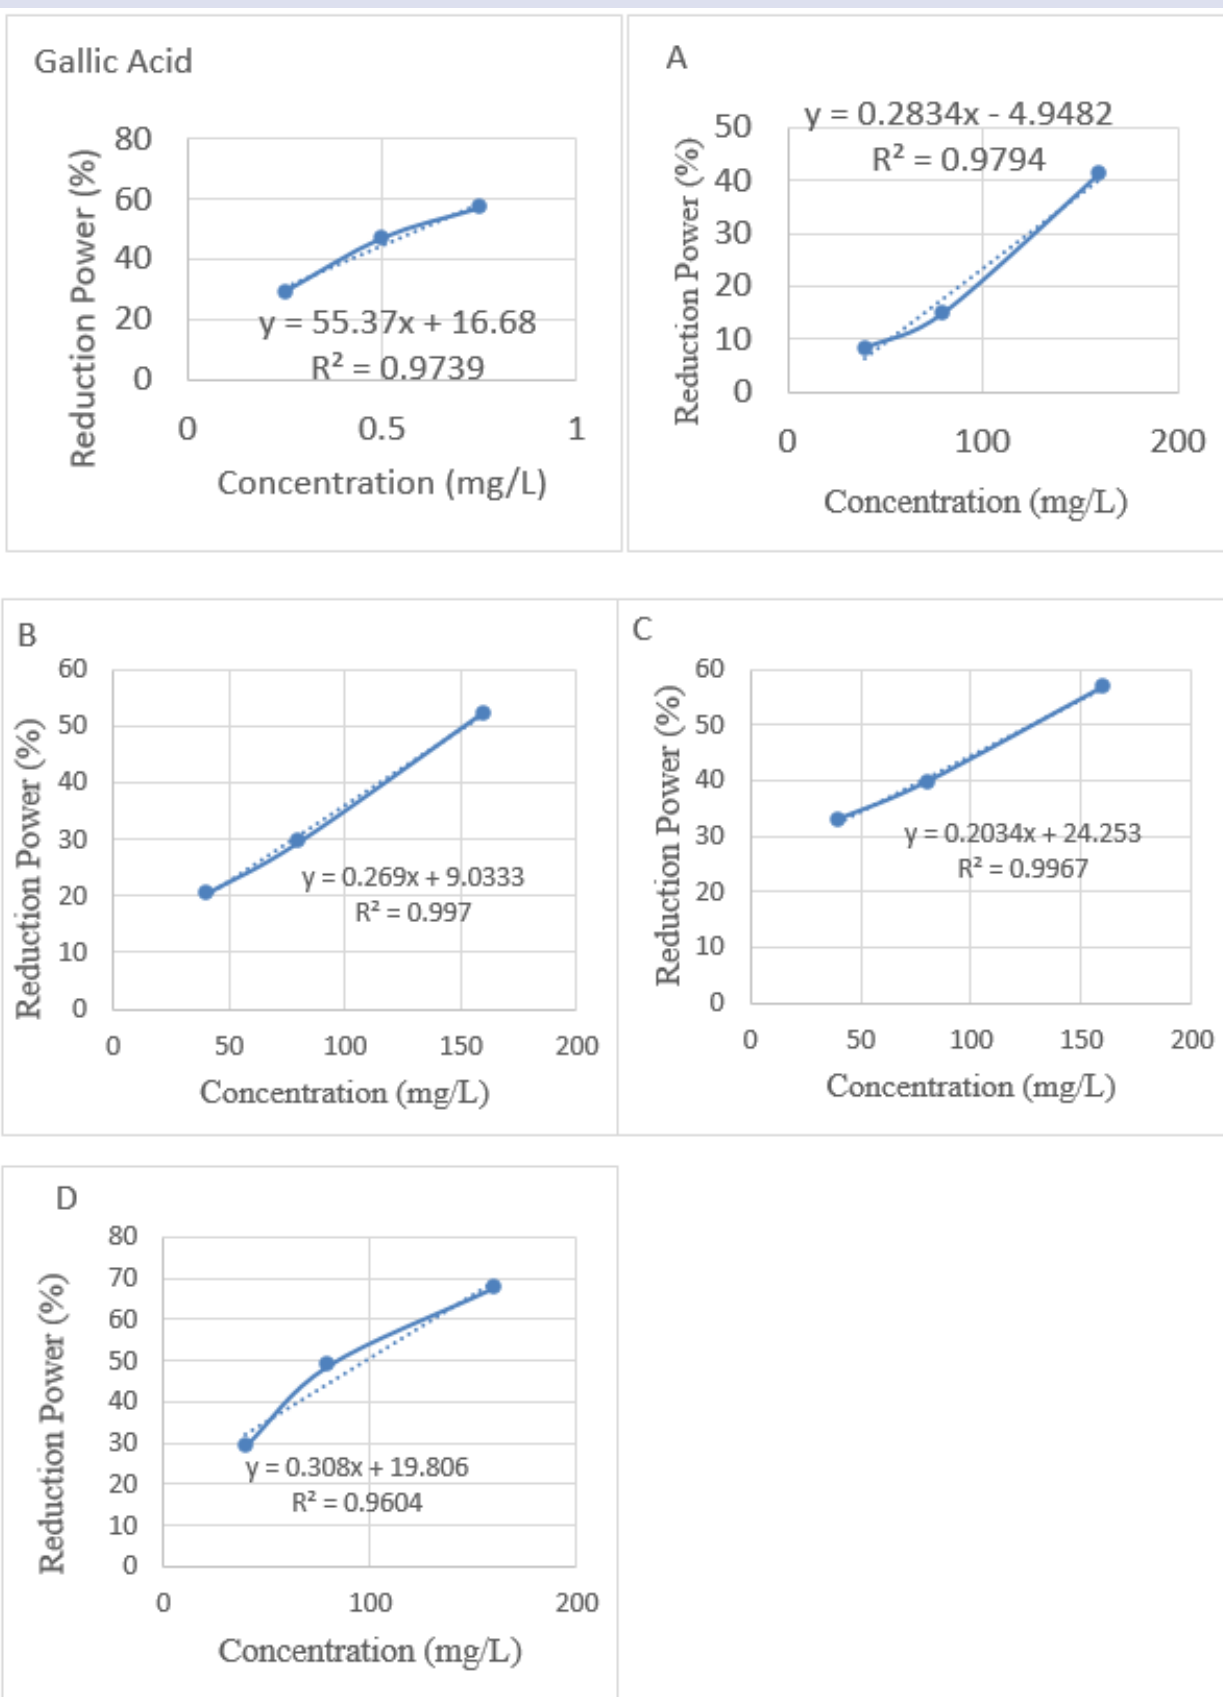 Gallic Acid
Reduction Power (%)
80
60
40
20
0
y = 55.37x + 16.68
R² = 0.9739
0 0.5 1
Concentration (mg/L)
A
Reduction Power (%)
y = 0.2834x - 4.9482
R² = 0.9794
50
40
30
20
10
0
0 100 200
Concentration (mg/L)
B
Reduction Power (%)
60
50
40
30
20
10
0
y = 0.269x + 9.0333
R² = 0.997
0 50 100 150 200
Concentration (mg/L)
C
Reduction Power (%)
60
50
40
30
20
10
0
y = 0.2034x + 24.253
R² = 0.9967
0 50 100 150 200
Concentration (mg/L)
D
Reduction Power (%)
80
70
60
50
40
30
20
10
0
y = 0.308x + 19.806
R² = 0.9604
0 100 200
Concentration (mg/L)